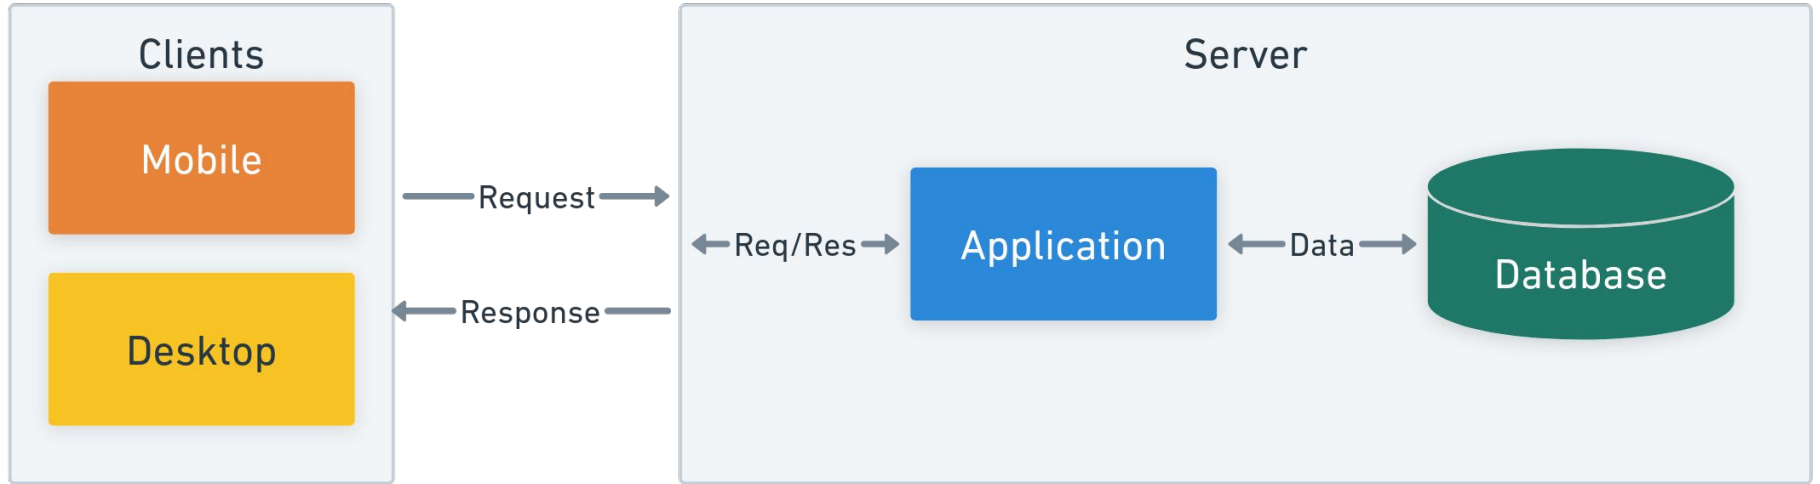 Clients
Mobile
Desktop
Request
Response
Server
Req/Res
Application
Data
Database